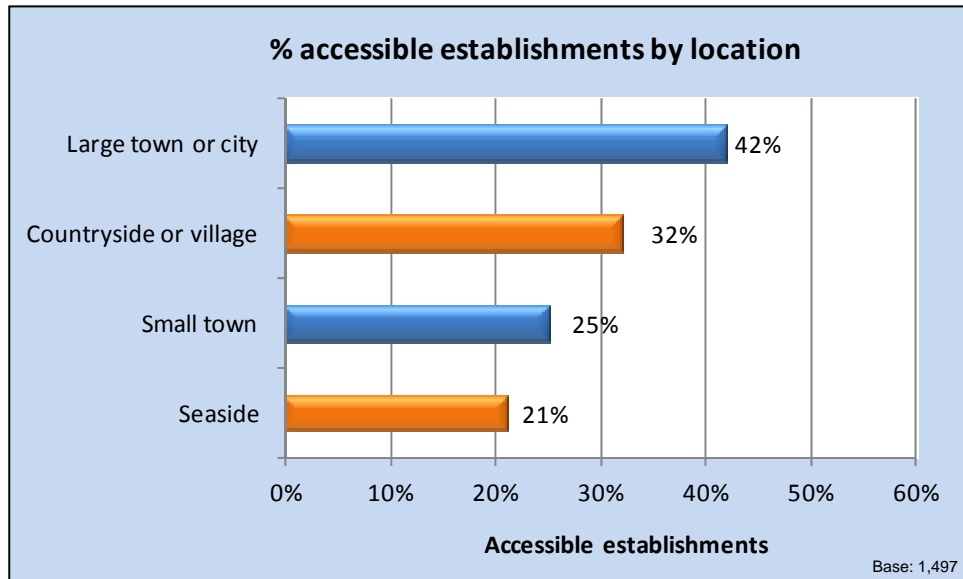 % accessible establishments by location
Large town or city
42%
Countryside or village
32%
Small town
25%
Seaside
21%
0% 10% 20% 30% 40% 50% 60%
Accessible establishments
Base: 1,497